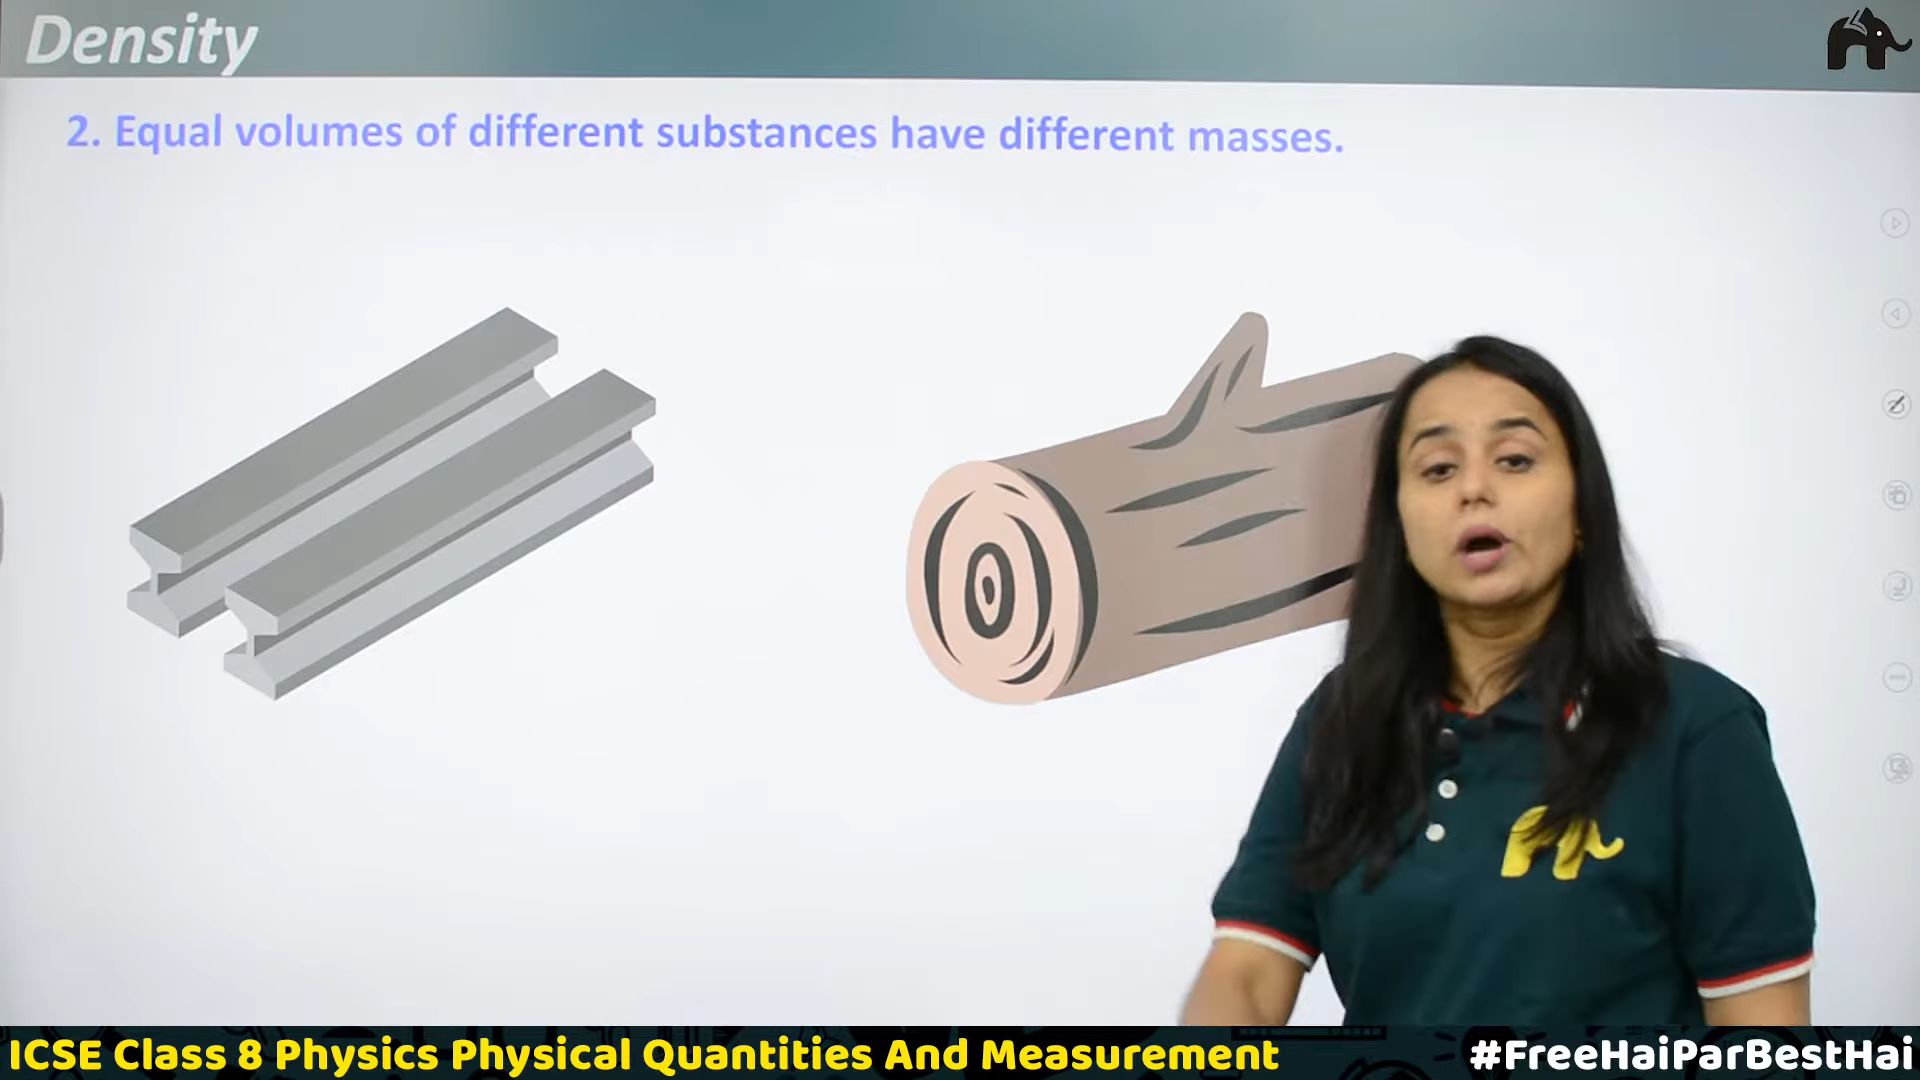 Density
2. Equal volumes of different substances have different masses.
ICSE Class 8 Physics Physical Quantities And Measurement
#FreeHaiParBestHai